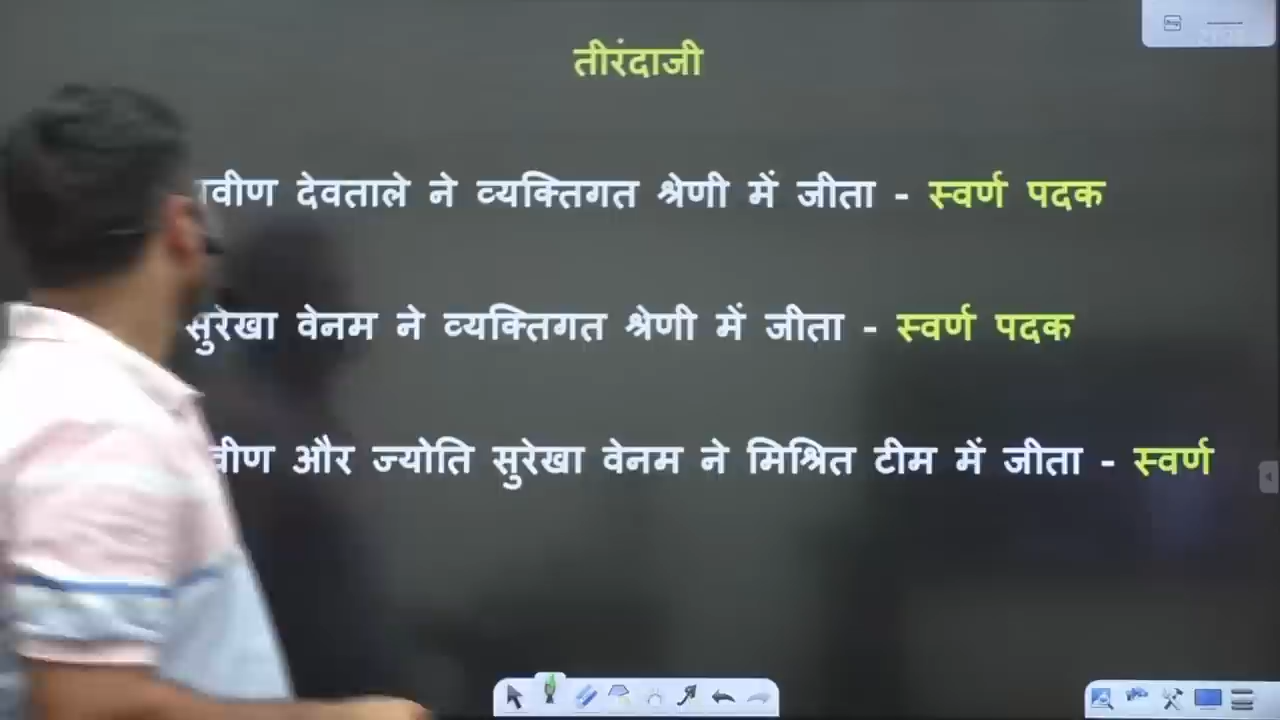 तीरंदाजी
देवताले ने व्यक्तिगत श्रेणी में जीता - स्वर्ण पदक
सुरेखा वेनम ने व्यक्तिगत श्रेणी में जीता - स्वर्ण पदक
और ज्योति सुरेखा वेनम ने मिश्रित टीम में जीता - स्वर्ण